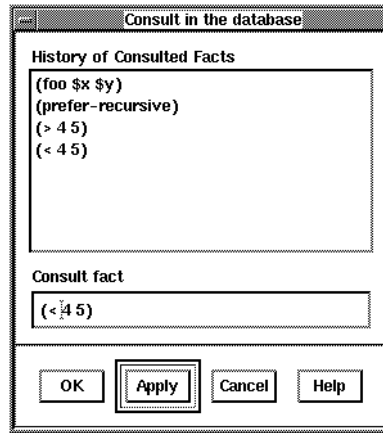 Consult in the database
History of Consulted Facts
(foo $x $y)
(prefer-recursive)
(> 4 5)
(< 4 5)
Consult fact
(< 4 5)
OK Apply Cancel Help